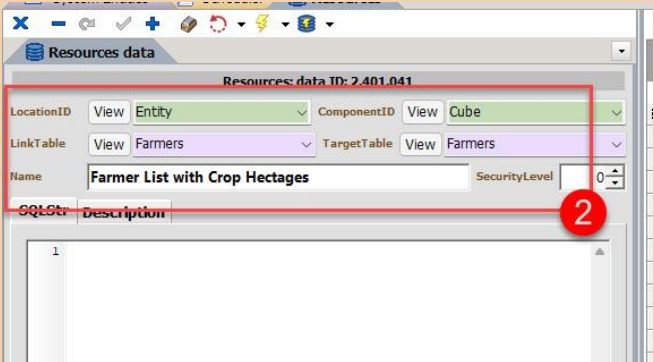 Resources data
Resources: data ID: 2,401,041
LocationID View Entity ComponentID View Cube
LinkTable View Farmers TargetTable View Farmers
Name Farmer List with Crop Hectages SecurityLevel 0
2
SQLStr Description
1